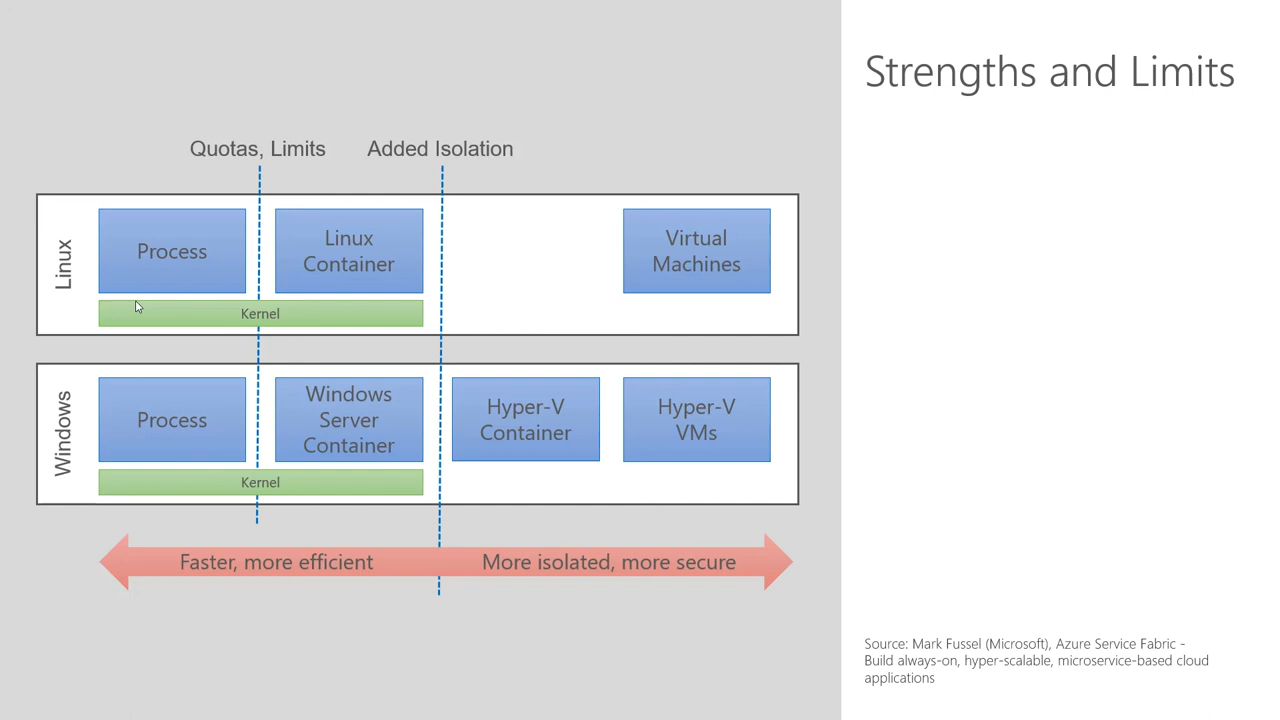 Strengths and Limits
Quotas, Limits
Added Isolation
Linux
Process
Linux
Container
Virtual
Machines
Kernel
Windows
Process
Windows
Server
Container
Hyper-V
Container
Hyper-V
VMs
Kernel
Faster, more efficient
More isolated, more secure
Source: Mark Fussel (Microsoft), Azure Service Fabric -
Build always-on, hyper-scalable, microservice-based cloud
applications